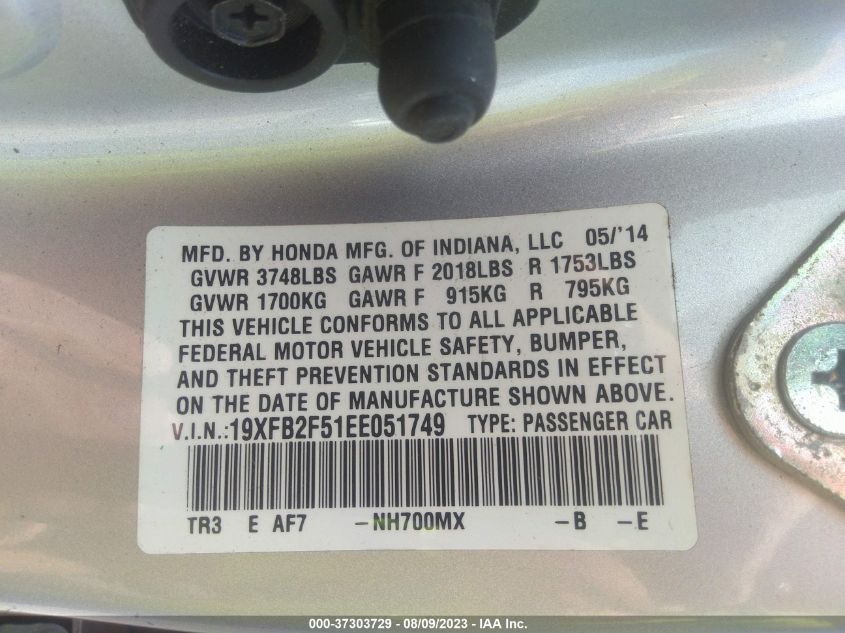 MFD. BY HONDA MFG. OF INDIANA, LLC 05/'14
GVWR 3748LBS GAWR F 2018LBS R 1753LBS
GVWR 1700KG GAWR F 915KG R 795KG
THIS VEHICLE CONFORMS TO ALL APPLICABLE
FEDERAL MOTOR VEHICLE SAFETY, BUMPER,
AND THEFT PREVENTION STANDARDS IN EFFECT
ON THE DATE OF MANUFACTURE SHOWN ABOVE.
V.I.N.:19XFB2F51EE051749 TYPE: PASSENGER CAR
TR3 E AF7 -NH700MX -B -E
000-37303729 - 08/09/2023 - IAA Inc.